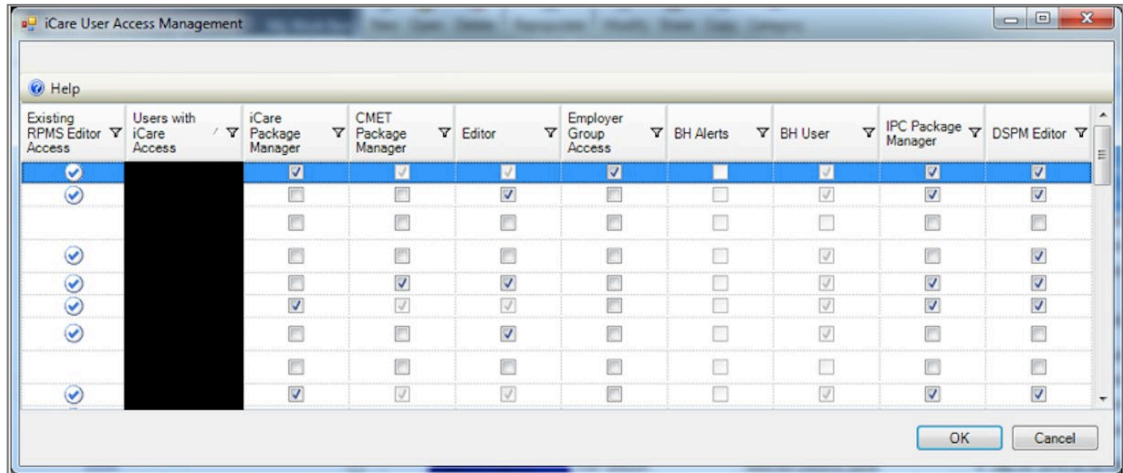 iCare User Access Management
Help
Existing RPMS Editor Access
Users with iCare Access
iCare Package Manager
CMET Package Manager
Editor
Employer Group Access
BH Alerts
BH User
IPC Package Manager
DSPM Editor
OK
Cancel